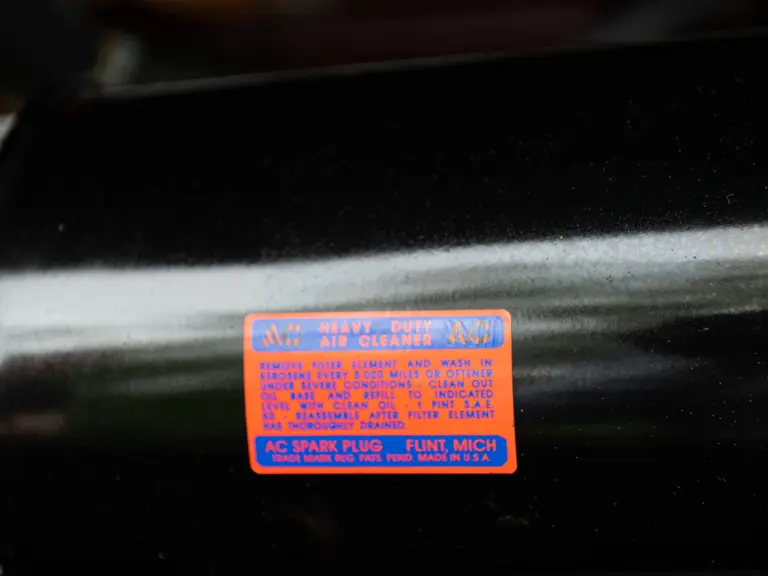 AC HEAVY DUTY AC
AIR CLEANER
REMOVE FILTER ELEMENT AND WASH IN
KEROSENE EVERY 5,000 MILES OR OFTENER
UNDER SEVERE CONDITIONS - CLEAN OUT
OIL BASE AND REFILL TO INDICATED
LEVEL WITH CLEAN OIL - 1 PINT S.A.E.
50 - REASSEMBLE AFTER FILTER ELEMENT
HAS THOROUGHLY DRAINED.
AC SPARK PLUG FLINT, MICH
TRADE MARK REG. PATS. PEND. MADE IN U.S.A.